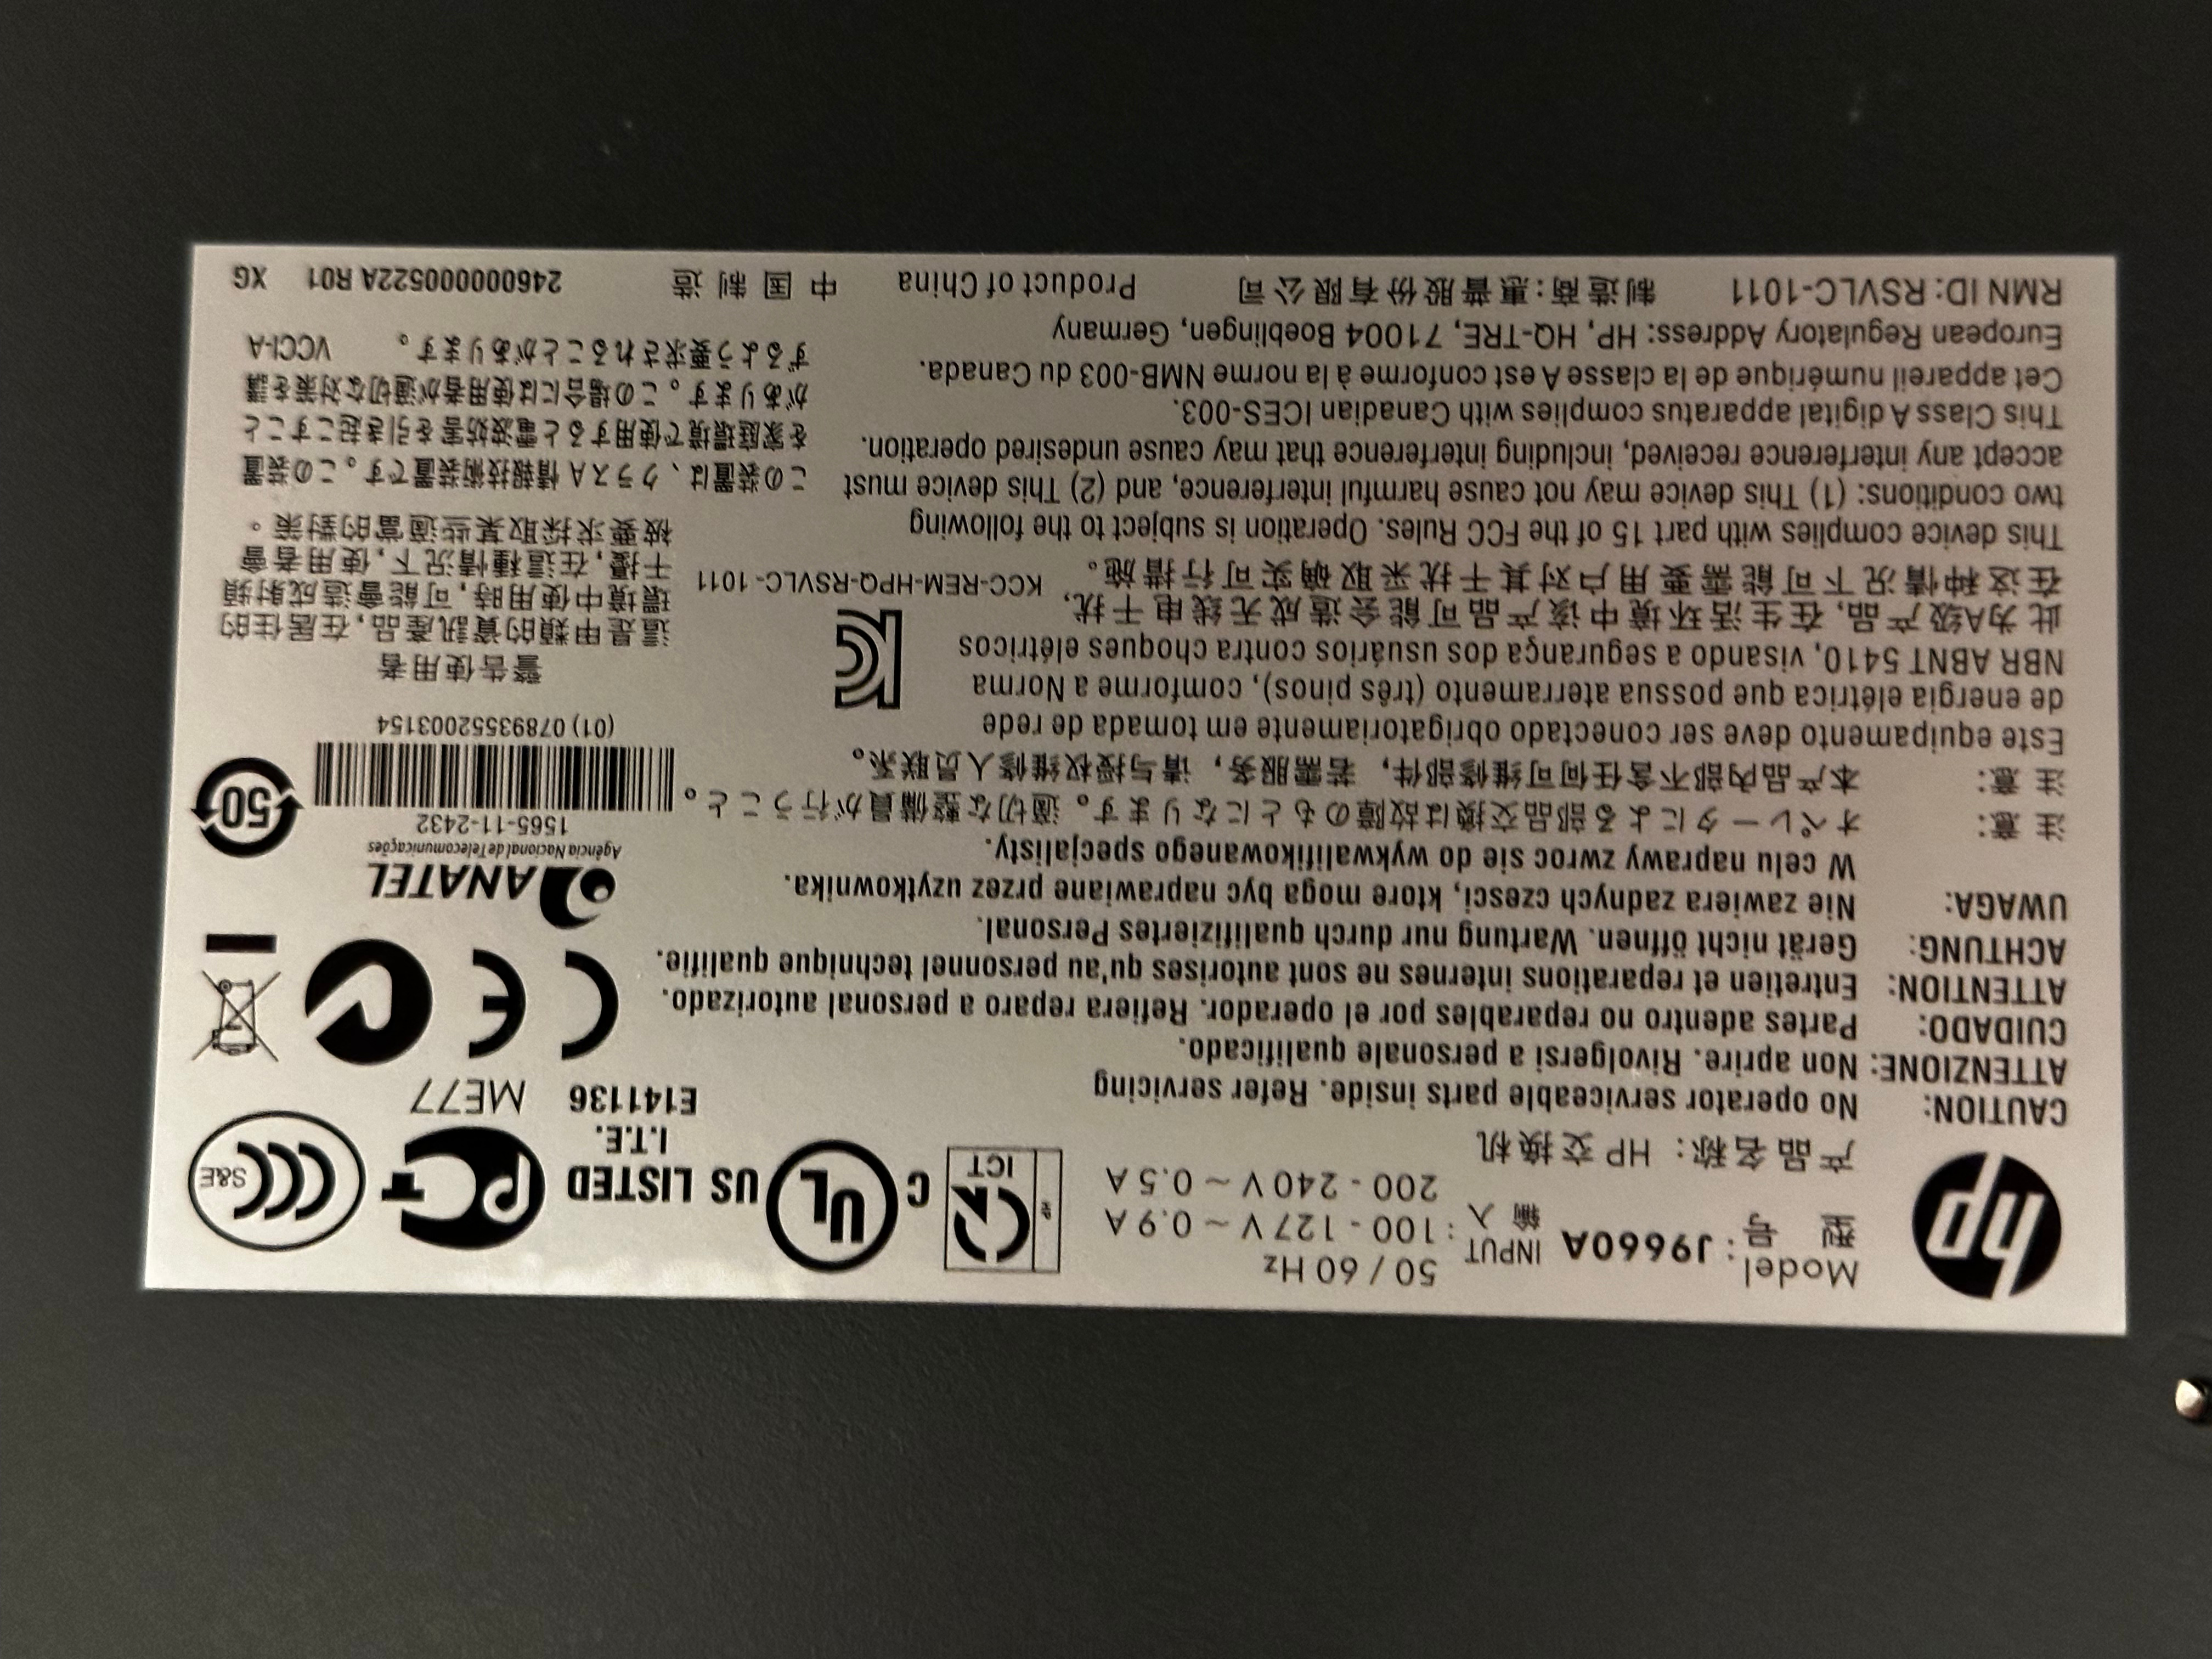 hp
Model
型 号 : J9660A
INPUT
输 入 :
50 / 60 Hz
100 - 127 V ~ 0.9 A
200 - 240 V ~ 0.5 A
产品名称: HP 交换机
ICT
C UL US LISTED
I.T.E.
E141136
PCT
ME77
CCC S&E
CE
CAUTION: No operator serviceable parts inside. Refer servicing
ATTENZIONE: Non aprire. Rivolgersi a personale qualificado.
CUIDADO: Partes adentro no reparables por el operador. Refiera reparo a personal autorizado.
ATTENTION: Entretien et reparations internes ne sont autorises qu'au personnel technique qualifie.
ACHTUNG: Gerät nicht öffnen. Wartung nur durch qualifiziertes Personal.
UWAGA: Nie zawiera zadnych czesci, ktore moga byc naprawiane przez uzytkownika.
W celu naprawy zwroc sie do wykwalifikowanego specjalisty.
注 意: オペレータによる部品交換は故障のもとになります。適切な整備員が行うこと。
注 意: 本产品内部不含任何可维修部件，若需服务，请与授权维修人员联系。
ANATEL
Agência Nacional de Telecomunicações
1565-11-2432
(01) 07893552003154
50
Este equipamento deve ser conectado obrigatoriamente em tomada de rede
de energia elétrica que possua aterramento (três pinos), comforme a Norma
NBR ABNT 5410, visando a segurança dos usuários contra choques elétricos
此为A级产品, 在生活环境中该产品可能会造成无线电干扰,
在这种情况下可能需要用户对其干扰采取确实可行措施。
KCC-REM-HPQ-RSVLC-1011
警告使用者
這是甲類的資訊產品,在居住的
環境中使用時,可能會造成射頻
干擾,在這種情況下,使用者會
被要求採取某些適當的對策。
This device complies with part 15 of the FCC Rules. Operation is subject to the following
two conditions: (1) This device may not cause harmful interference, and (2) This device must
accept any interference received, including interference that may cause undesired operation.
This Class A digital apparatus complies with Canadian ICES-003.
Cet appareil numérique de la classe A est conforme à la norme NMB-003 du Canada.
European Regulatory Address: HP, HQ-TRE, 71004 Boeblingen, Germany
この装置は、クラスA情報技術装置です。この装置
を家庭環境で使用すると電波妨害を引き起こすこと
があります。この場合には使用者が適切な対策を講
ずるよう要求されることがあります。 VCCI-A
RMN ID: RSVLC-1011 制造商:惠普股份有限公司 Product of China 中国制造 2460000000522A R01 XG